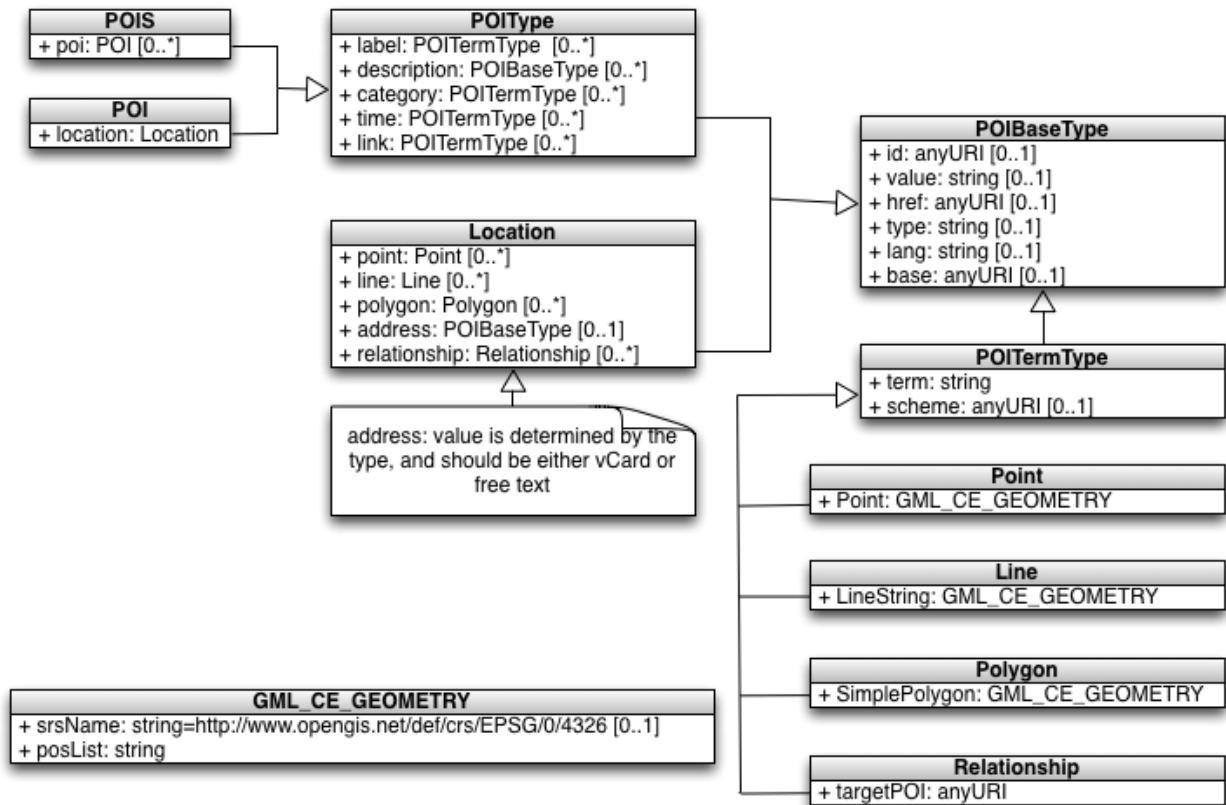 POIS
+ poi: POI [0..*]
POI
+ location: Location
POIType
+ label: POITermType [0..*]
+ description: POIBaseType [0..*]
+ category: POITermType [0..*]
+ time: POITermType [0..*]
+ link: POITermType [0..*]
Location
+ point: Point [0..*]
+ line: Line [0..*]
+ polygon: Polygon [0..*]
+ address: POIBaseType [0..1]
+ relationship: Relationship [0..*]
address: value is determined by the
type, and should be either vCard or
free text
POIBaseType
+ id: anyURI [0..1]
+ value: string [0..1]
+ href: anyURI [0..1]
+ type: string [0..1]
+ lang: string [0..1]
+ base: anyURI [0..1]
POITermType
+ term: string
+ scheme: anyURI [0..1]
Point
+ Point: GML_CE_GEOMETRY
Line
+ LineString: GML_CE_GEOMETRY
Polygon
+ SimplePolygon: GML_CE_GEOMETRY
Relationship
+ targetPOI: anyURI
GML_CE_GEOMETRY
+ srsName: string=http://www.opengis.net/def/crs/EPSG/0/4326 [0..1]
+ posList: string